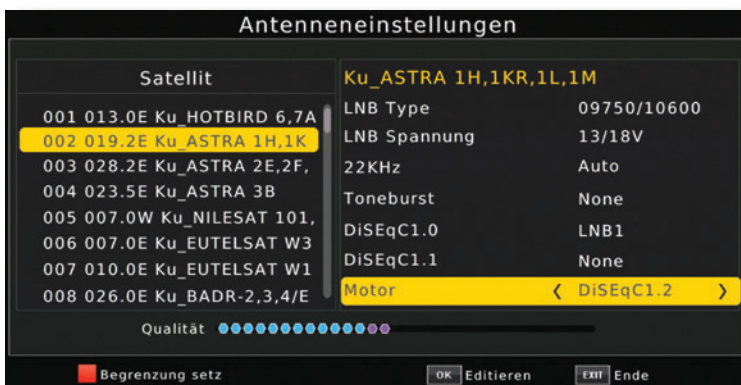 Antenneneinstellungen
Satellit
001 013.0E Ku_HOTBIRD 6,7A
002 019.2E Ku_ASTRA 1H,1K
003 028.2E Ku_ASTRA 2E,2F,
004 023.5E Ku_ASTRA 3B
005 007.0W Ku_NILESAT 101,
006 007.0E Ku_EUTELSAT W3
007 010.0E Ku_EUTELSAT W1
008 026.0E Ku_BADR-2,3,4/E
Ku_ASTRA 1H,1KR,1L,1M
LNB Type 09750/10600
LNB Spannung 13/18V
22KHz Auto
Toneburst None
DiSEqC1.0 LNB1
DiSEqC1.1 None
Motor < DiSEqC1.2 >
Qualität
Begrenzung setz OK Editieren EXIT Ende